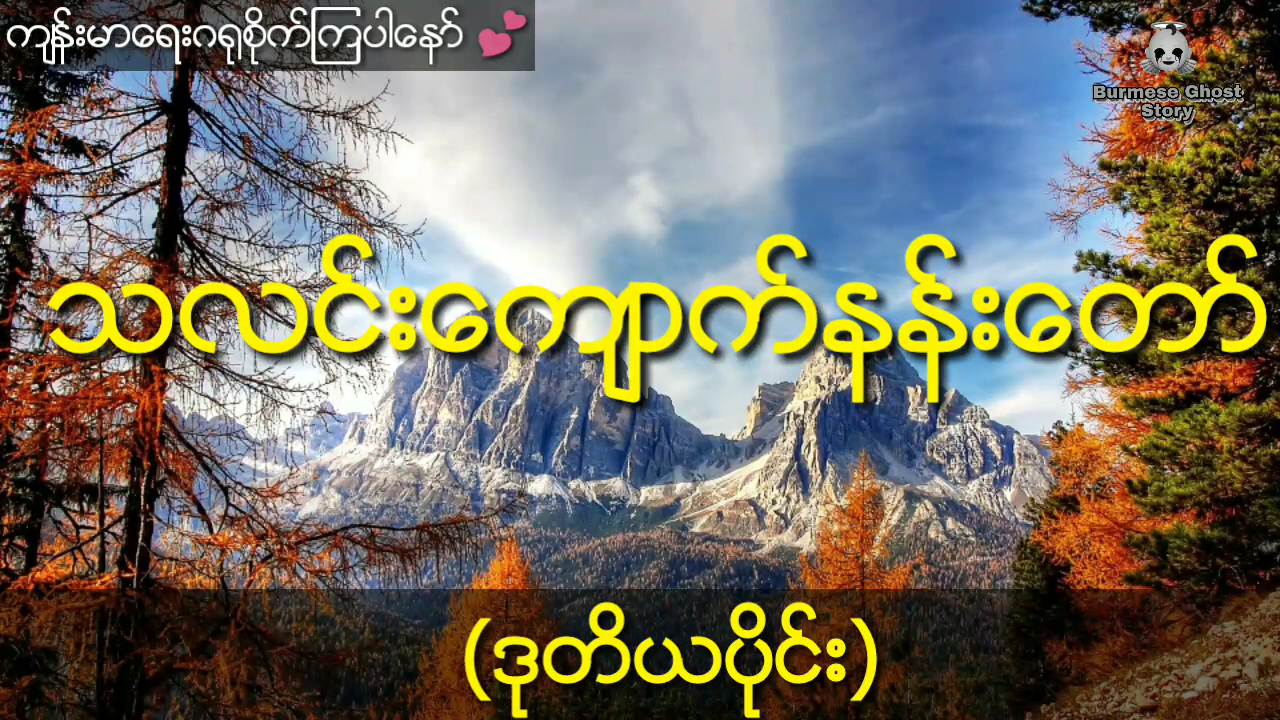 ကျန်းမာရေးဂရုစိုက်ကြပါနော် 💕
Burmese Ghost
Story
သလင်းကျောက်နန်းတော်
(ဒုတိယပိုင်း)